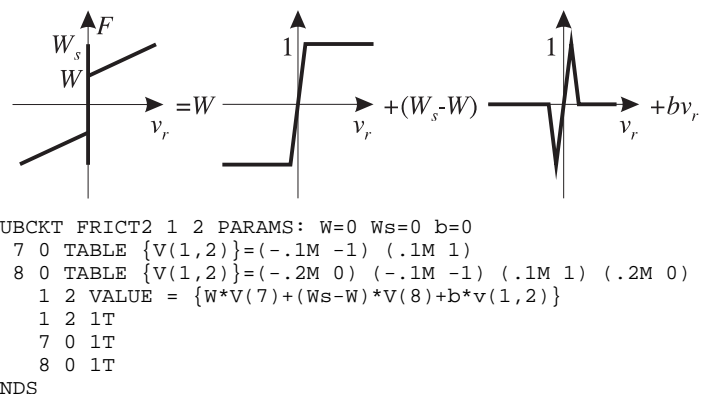 F
W_s
W
v_r
=W
1
v_r
+(W_s-W)
1
v_r
+bv_r
UBCKT FRICT2 1 2 PARAMS: W=0 Ws=0 b=0
7 0 TABLE {V(1,2)}=(-.1M -1) (.1M 1)
8 0 TABLE {V(1,2)}=(-.2M 0) (-.1M -1) (.1M 1) (.2M 0)
1 2 VALUE = {W*V(7)+(Ws-W)*V(8)+b*v(1,2)}
1 2 1T
7 0 1T
8 0 1T
NDS